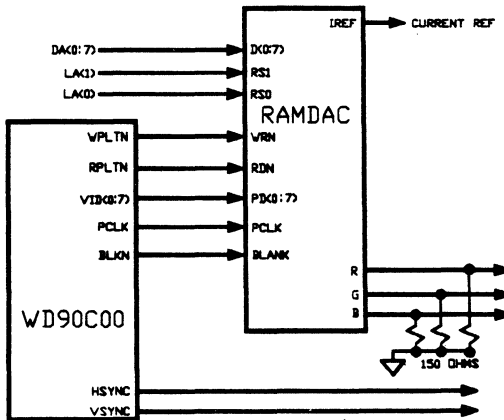 IREF CURRENT REF
DA(0:7) D(0:7)
LA(1) RS1
LA(0) RS0
RAMDAC
WPLTN WRN
RPLTN RDN
VID(0:7) PD(0:7)
PCLK PCLK
BLKN BLANK
R
G
B
WD90C00
150 OHMS
HSYNC
VSYNC